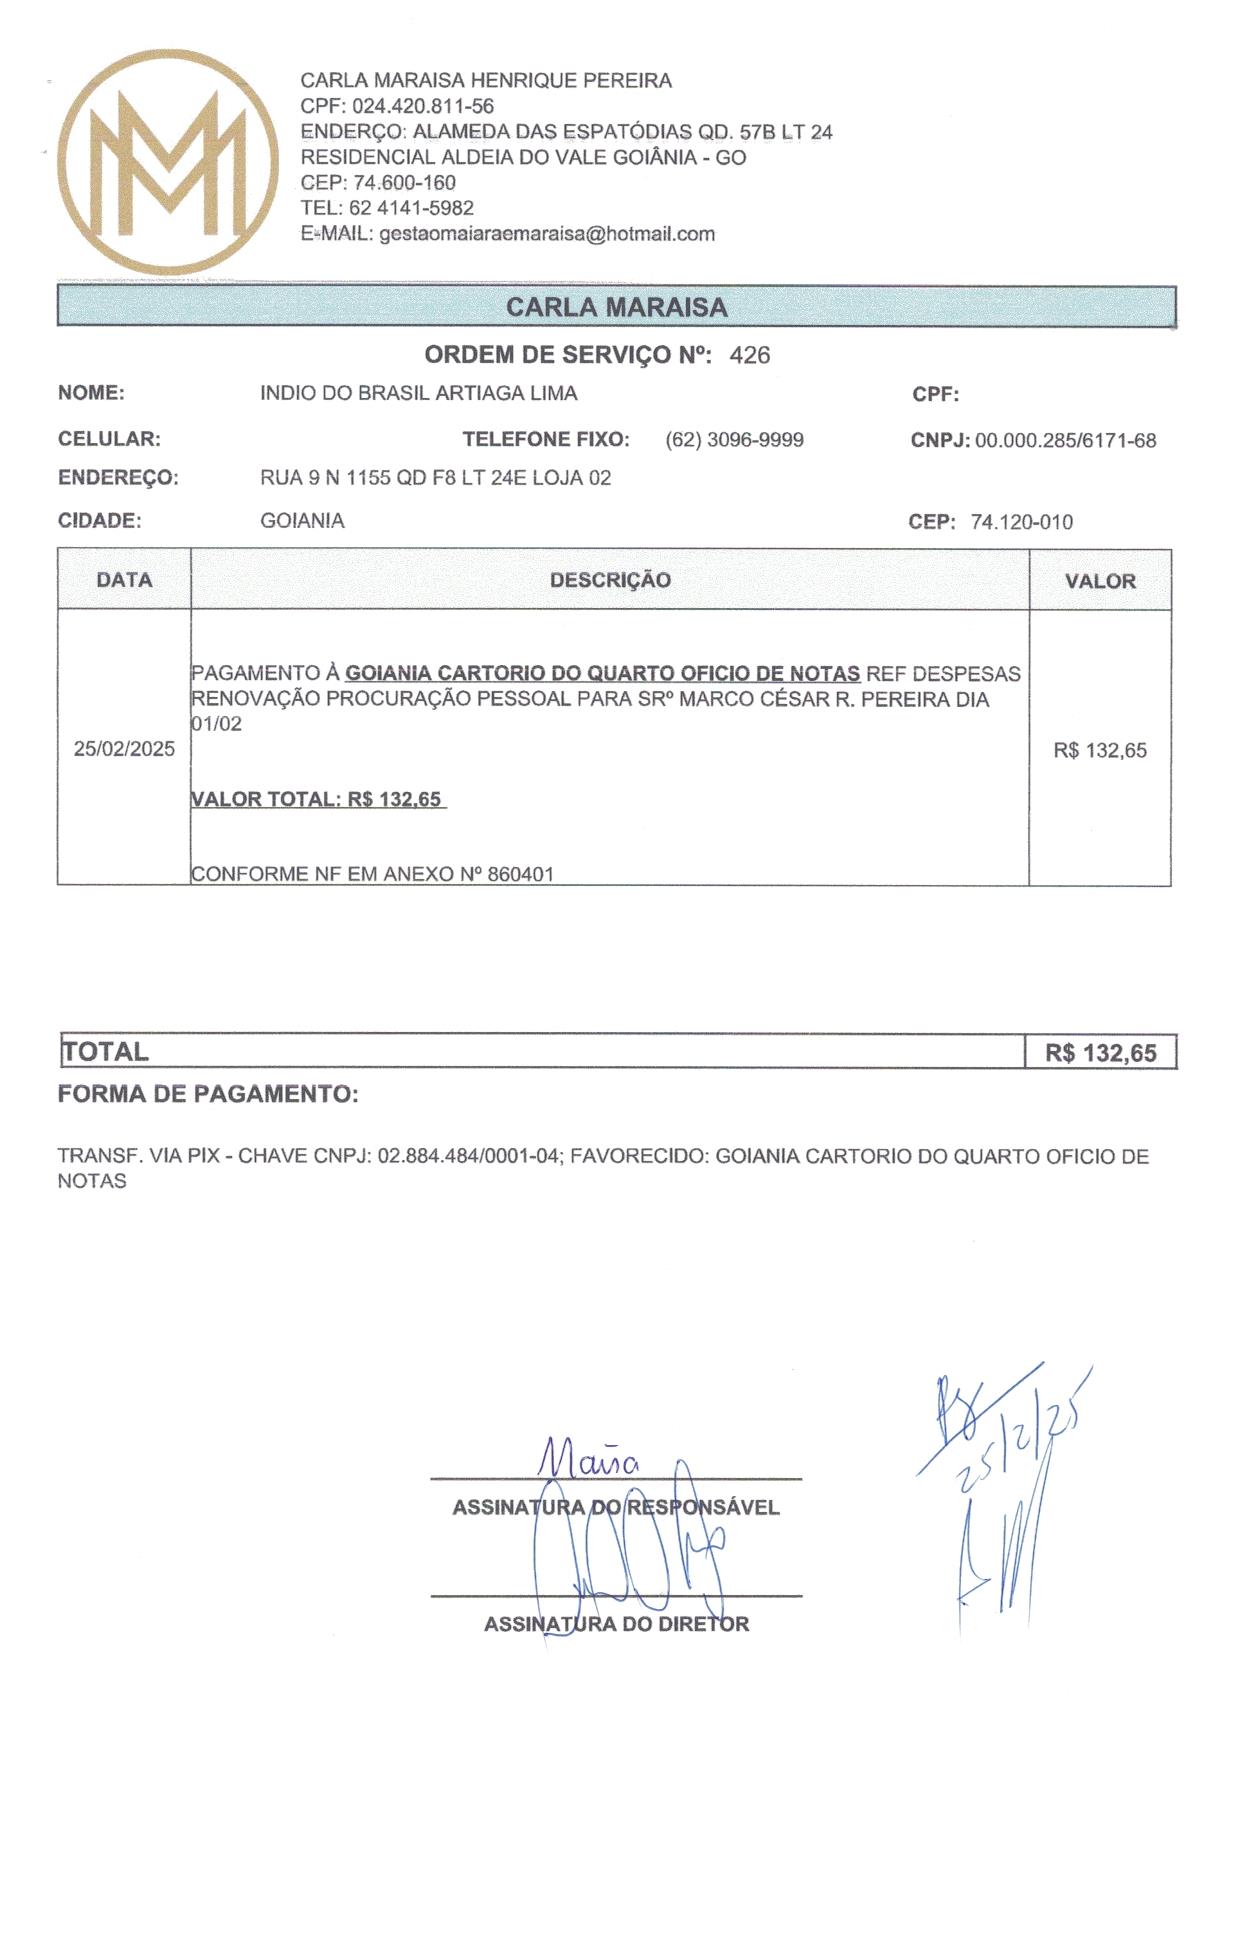 CARLA MARAISA HENRIQUE PEREIRA
CPF: 024.420.811-56
ENDERÇO: ALAMEDA DAS ESPATÓDIAS QD. 57B LT 24
RESIDENCIAL ALDEIA DO VALE GOIÂNIA - GO
CEP: 74.600-160
TEL: 62 4141-5982
E-MAIL: gestaomaiaraemaraisa@hotmail.com
CARLA MARAISA
ORDEM DE SERVIÇO Nº: 426
NOME: INDIO DO BRASIL ARTIAGA LIMA CPF:
CELULAR: TELEFONE FIXO: (62) 3096-9999 CNPJ: 00.000.285/6171-68
ENDEREÇO: RUA 9 N 1155 QD F8 LT 24E LOJA 02
CIDADE: GOIANIA CEP: 74.120-010
DATA DESCRIÇÃO VALOR
PAGAMENTO À GOIANIA CARTORIO DO QUARTO OFICIO DE NOTAS REF DESPESAS
RENOVAÇÃO PROCURAÇÃO PESSOAL PARA SRº MARCO CÉSAR R. PEREIRA DIA
01/02
25/02/2025 R$ 132,65
VALOR TOTAL: R$ 132,65
CONFORME NF EM ANEXO Nº 860401
TOTAL R$ 132,65
FORMA DE PAGAMENTO:
TRANSF. VIA PIX - CHAVE CNPJ: 02.884.484/0001-04; FAVORECIDO: GOIANIA CARTORIO DO QUARTO OFICIO DE
NOTAS
25/2/25
ASSINATURA DO RESPONSÁVEL
ASSINATURA DO DIRETOR